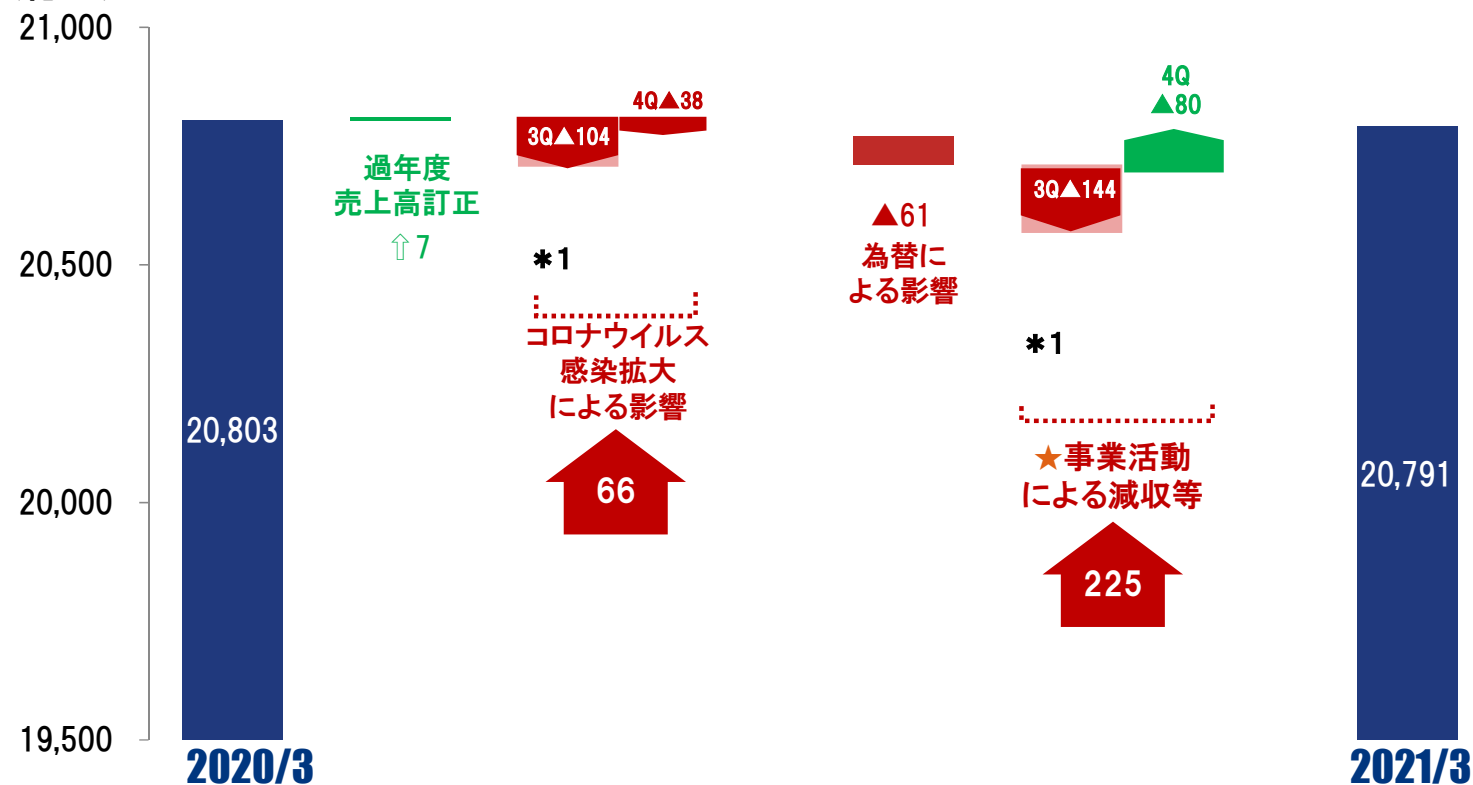 21,000
20,500
20,000
19,500
20,803
2020/3
過年度
売上高訂正
⇧7
3Q▲104
4Q▲38
*1
コロナウイルス
感染拡大
による影響
66
▲61
為替に
よる影響
3Q▲144
4Q
▲80
*1
★事業活動
による減収等
225
20,791
2021/3